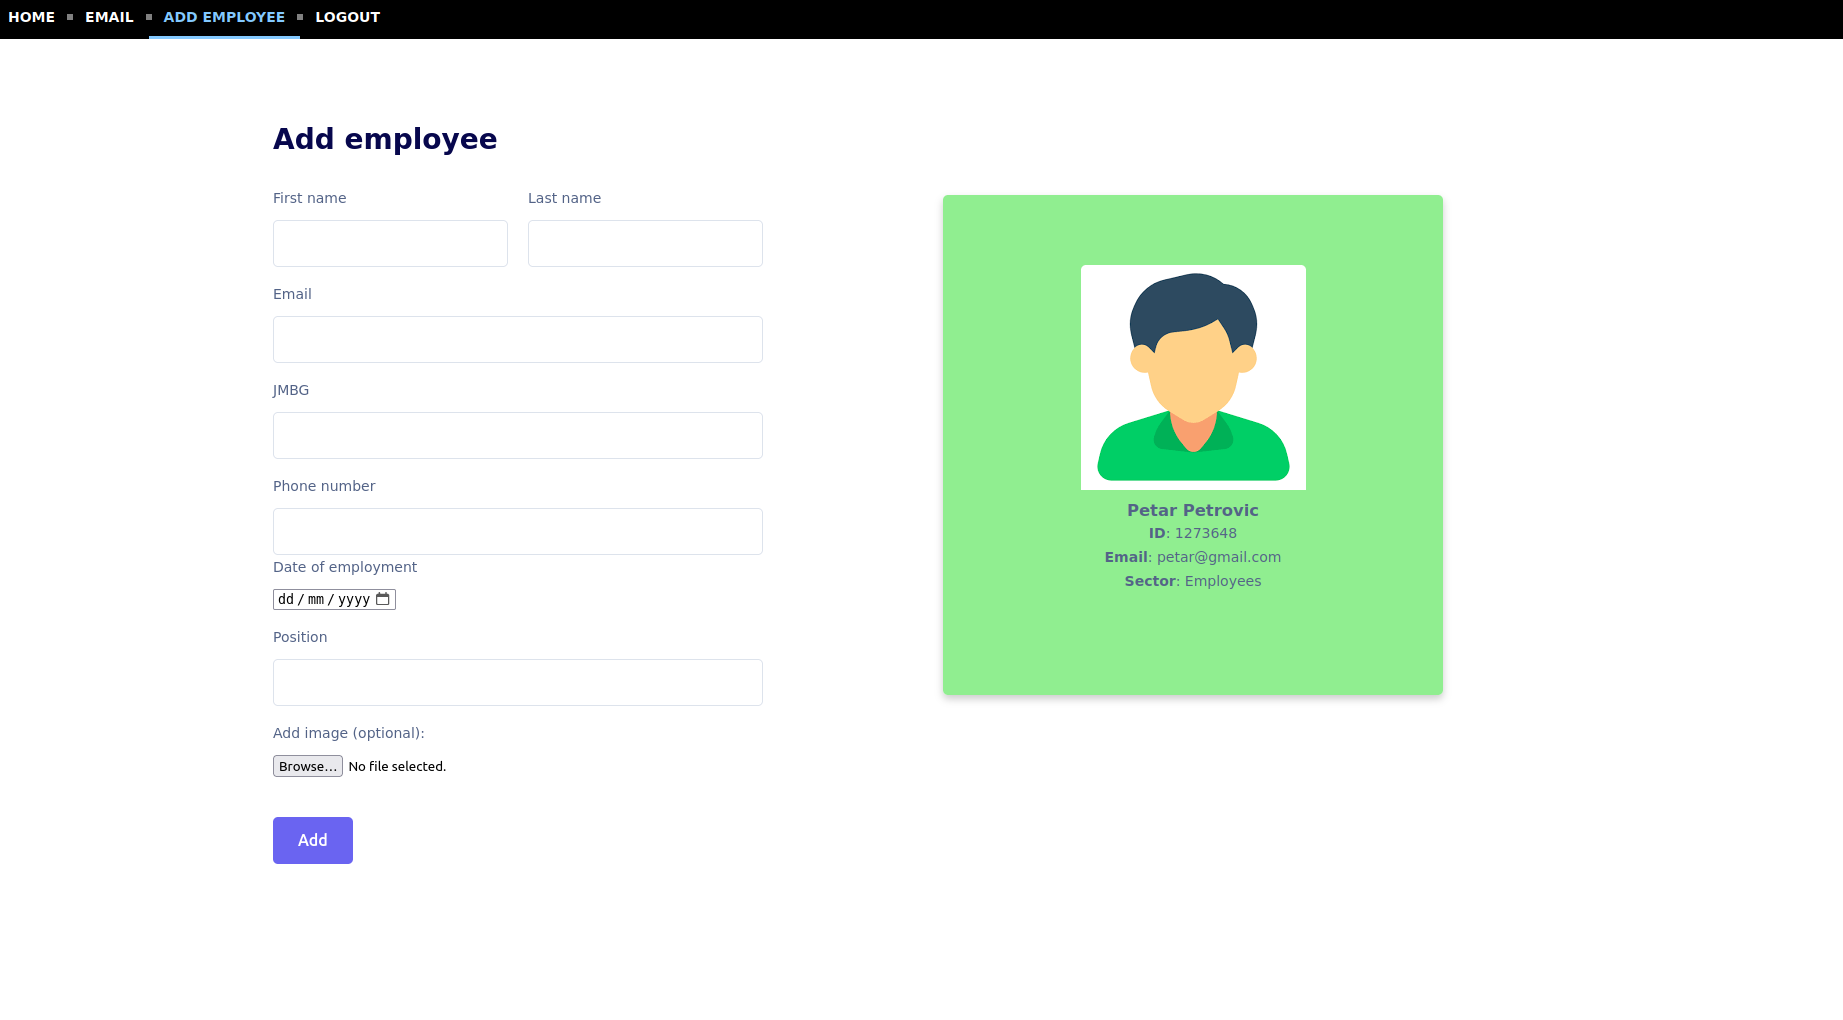 HOME EMAIL ADD EMPLOYEE LOGOUT
Add employee
First name Last name
Email
JMBG
Phone number
Date of employment
dd / mm / yyyy
Position
Add image (optional):
Browse... No file selected.
Add
Petar Petrovic
ID: 1273648
Email: petar@gmail.com
Sector: Employees